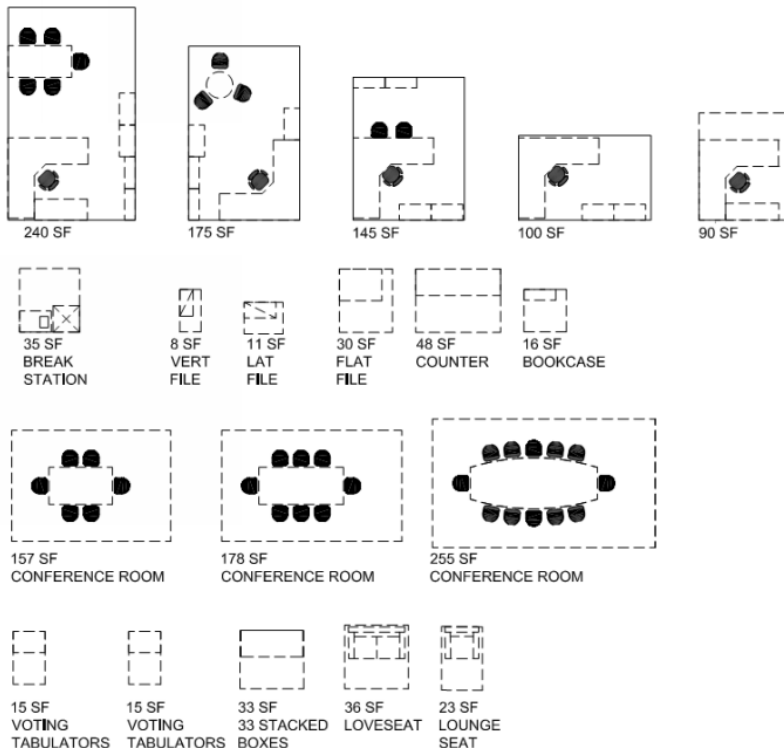 240 SF
175 SF
145 SF
100 SF
90 SF
35 SF
BREAK
STATION
8 SF
VERT
FILE
11 SF
LAT
FILE
30 SF
FLAT
FILE
48 SF
COUNTER
16 SF
BOOKCASE
157 SF
CONFERENCE ROOM
178 SF
CONFERENCE ROOM
255 SF
CONFERENCE ROOM
15 SF
VOTING
TABULATORS
15 SF
VOTING
TABULATORS
33 SF
33 STACKED
BOXES
36 SF
LOVESEAT
23 SF
LOUNGE
SEAT